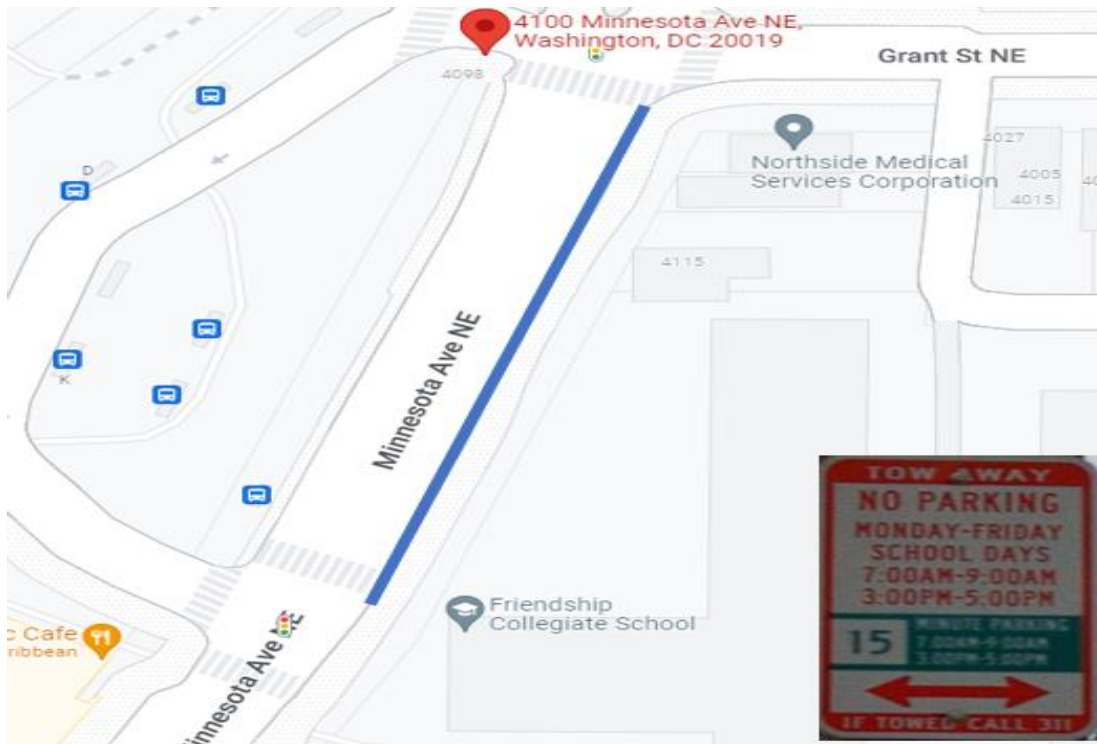 4100 Minnesota Ave NE,
Washington, DC 20019
4098
Grant St NE
D
Northside Medical
Services Corporation
4027
4005
4015
4115
Minnesota Ave NE
K
Friendship
Collegiate School
c Cafe
ribbean
Minnesota Ave NE
TOW AWAY
NO PARKING
MONDAY-FRIDAY
SCHOOL DAYS
7:00AM-9:00AM
3:00PM-5:00PM
15
MINUTE PARKING
7:00AM-9:00AM
3:00PM-5:00PM
IF TOWED CALL 311